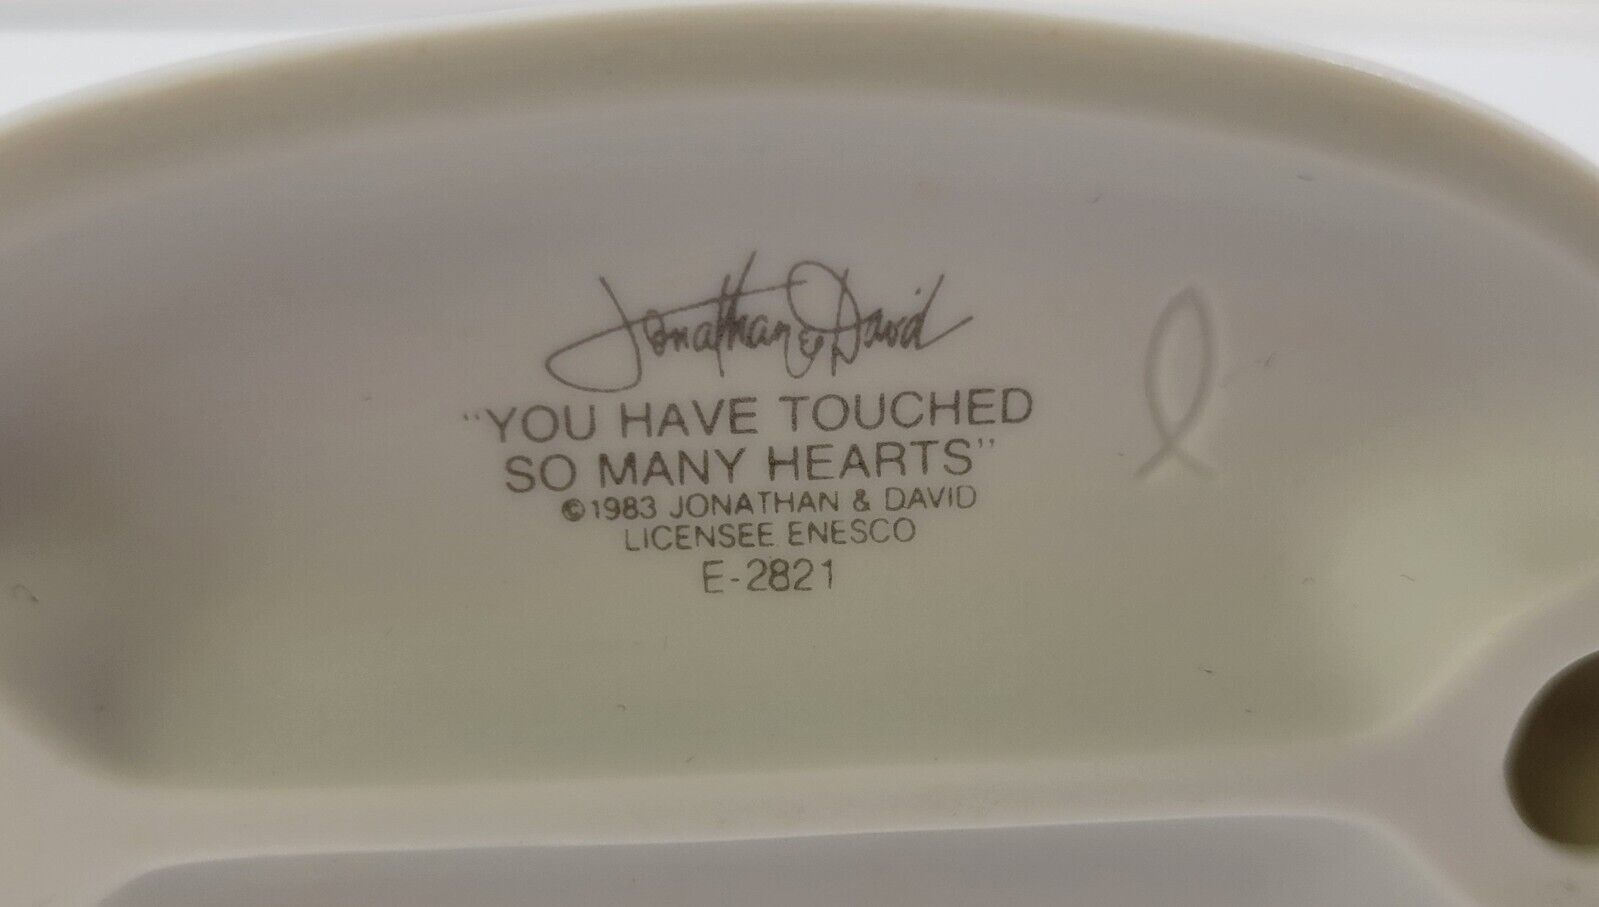 Jonathan & David
"YOU HAVE TOUCHED
SO MANY HEARTS"
©1983 JONATHAN & DAVID
LICENSEE ENESCO
E-2821